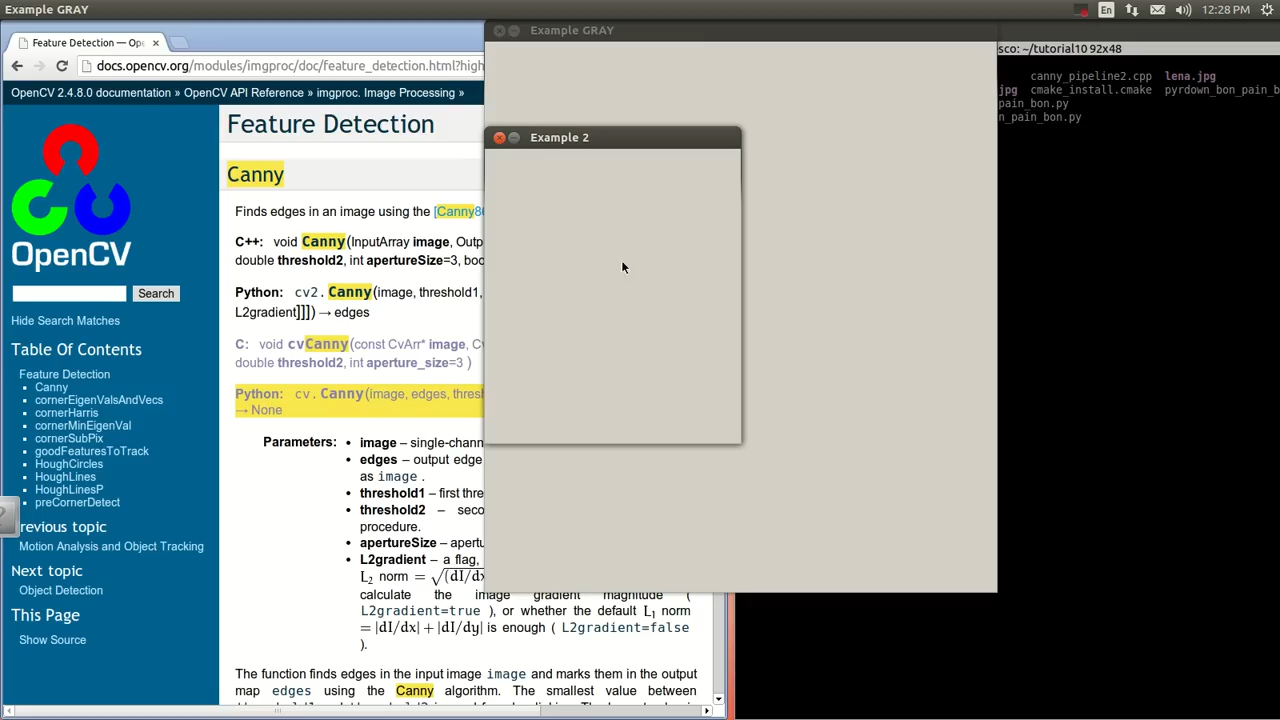 Example GRAY
En
12:28 PM
Feature Detection — Ope
docs.opencv.org/modules/imgproc/doc/feature_detection.html?high
OpenCV 2.4.8.0 documentation » OpenCV API Reference » imgproc. Image Processing »
OpenCV
Search
Hide Search Matches
Table Of Contents
Feature Detection
Canny
cornerEigenValsAndVecs
cornerHarris
cornerMinEigenVal
cornerSubPix
goodFeaturesToTrack
HoughCircles
HoughLines
HoughLinesP
preCornerDetect
revious topic
Motion Analysis and Object Tracking
Next topic
Object Detection
This Page
Show Source
Feature Detection
Canny
Finds edges in an image using the [Canny86
C++: void Canny(InputArray image, Outp
double threshold2, int apertureSize=3, boo
Python: cv2.Canny(image, threshold1,
L2gradient]]]) → edges
C: void cvCanny(const CvArr* image, Cv
double threshold2, int aperture_size=3 )
Python: cv.Canny(image, edges, thresh
→ None
Parameters:
• image – single-chann
• edges – output edge
as image .
• threshold1 – first thre
• threshold2 – seco
procedure.
• apertureSize – apertu
• L2gradient – a flag,
L2 norm = √(dI/dx
calculate the image gradient magnitude (
L2gradient=true ), or whether the default L1 norm
= |dI/dx| + |dI/dy| is enough ( L2gradient=false
).
The function finds edges in the input image image and marks them in the output
map edges using the Canny algorithm. The smallest value between
Example GRAY
Example 2
sco: ~/tutorial10 92x48
canny_pipeline2.cpp lena.jpg
jpg cmake_install.cmake pyrdown_bon_pain_b
pain_bon.py
n_pain_bon.py